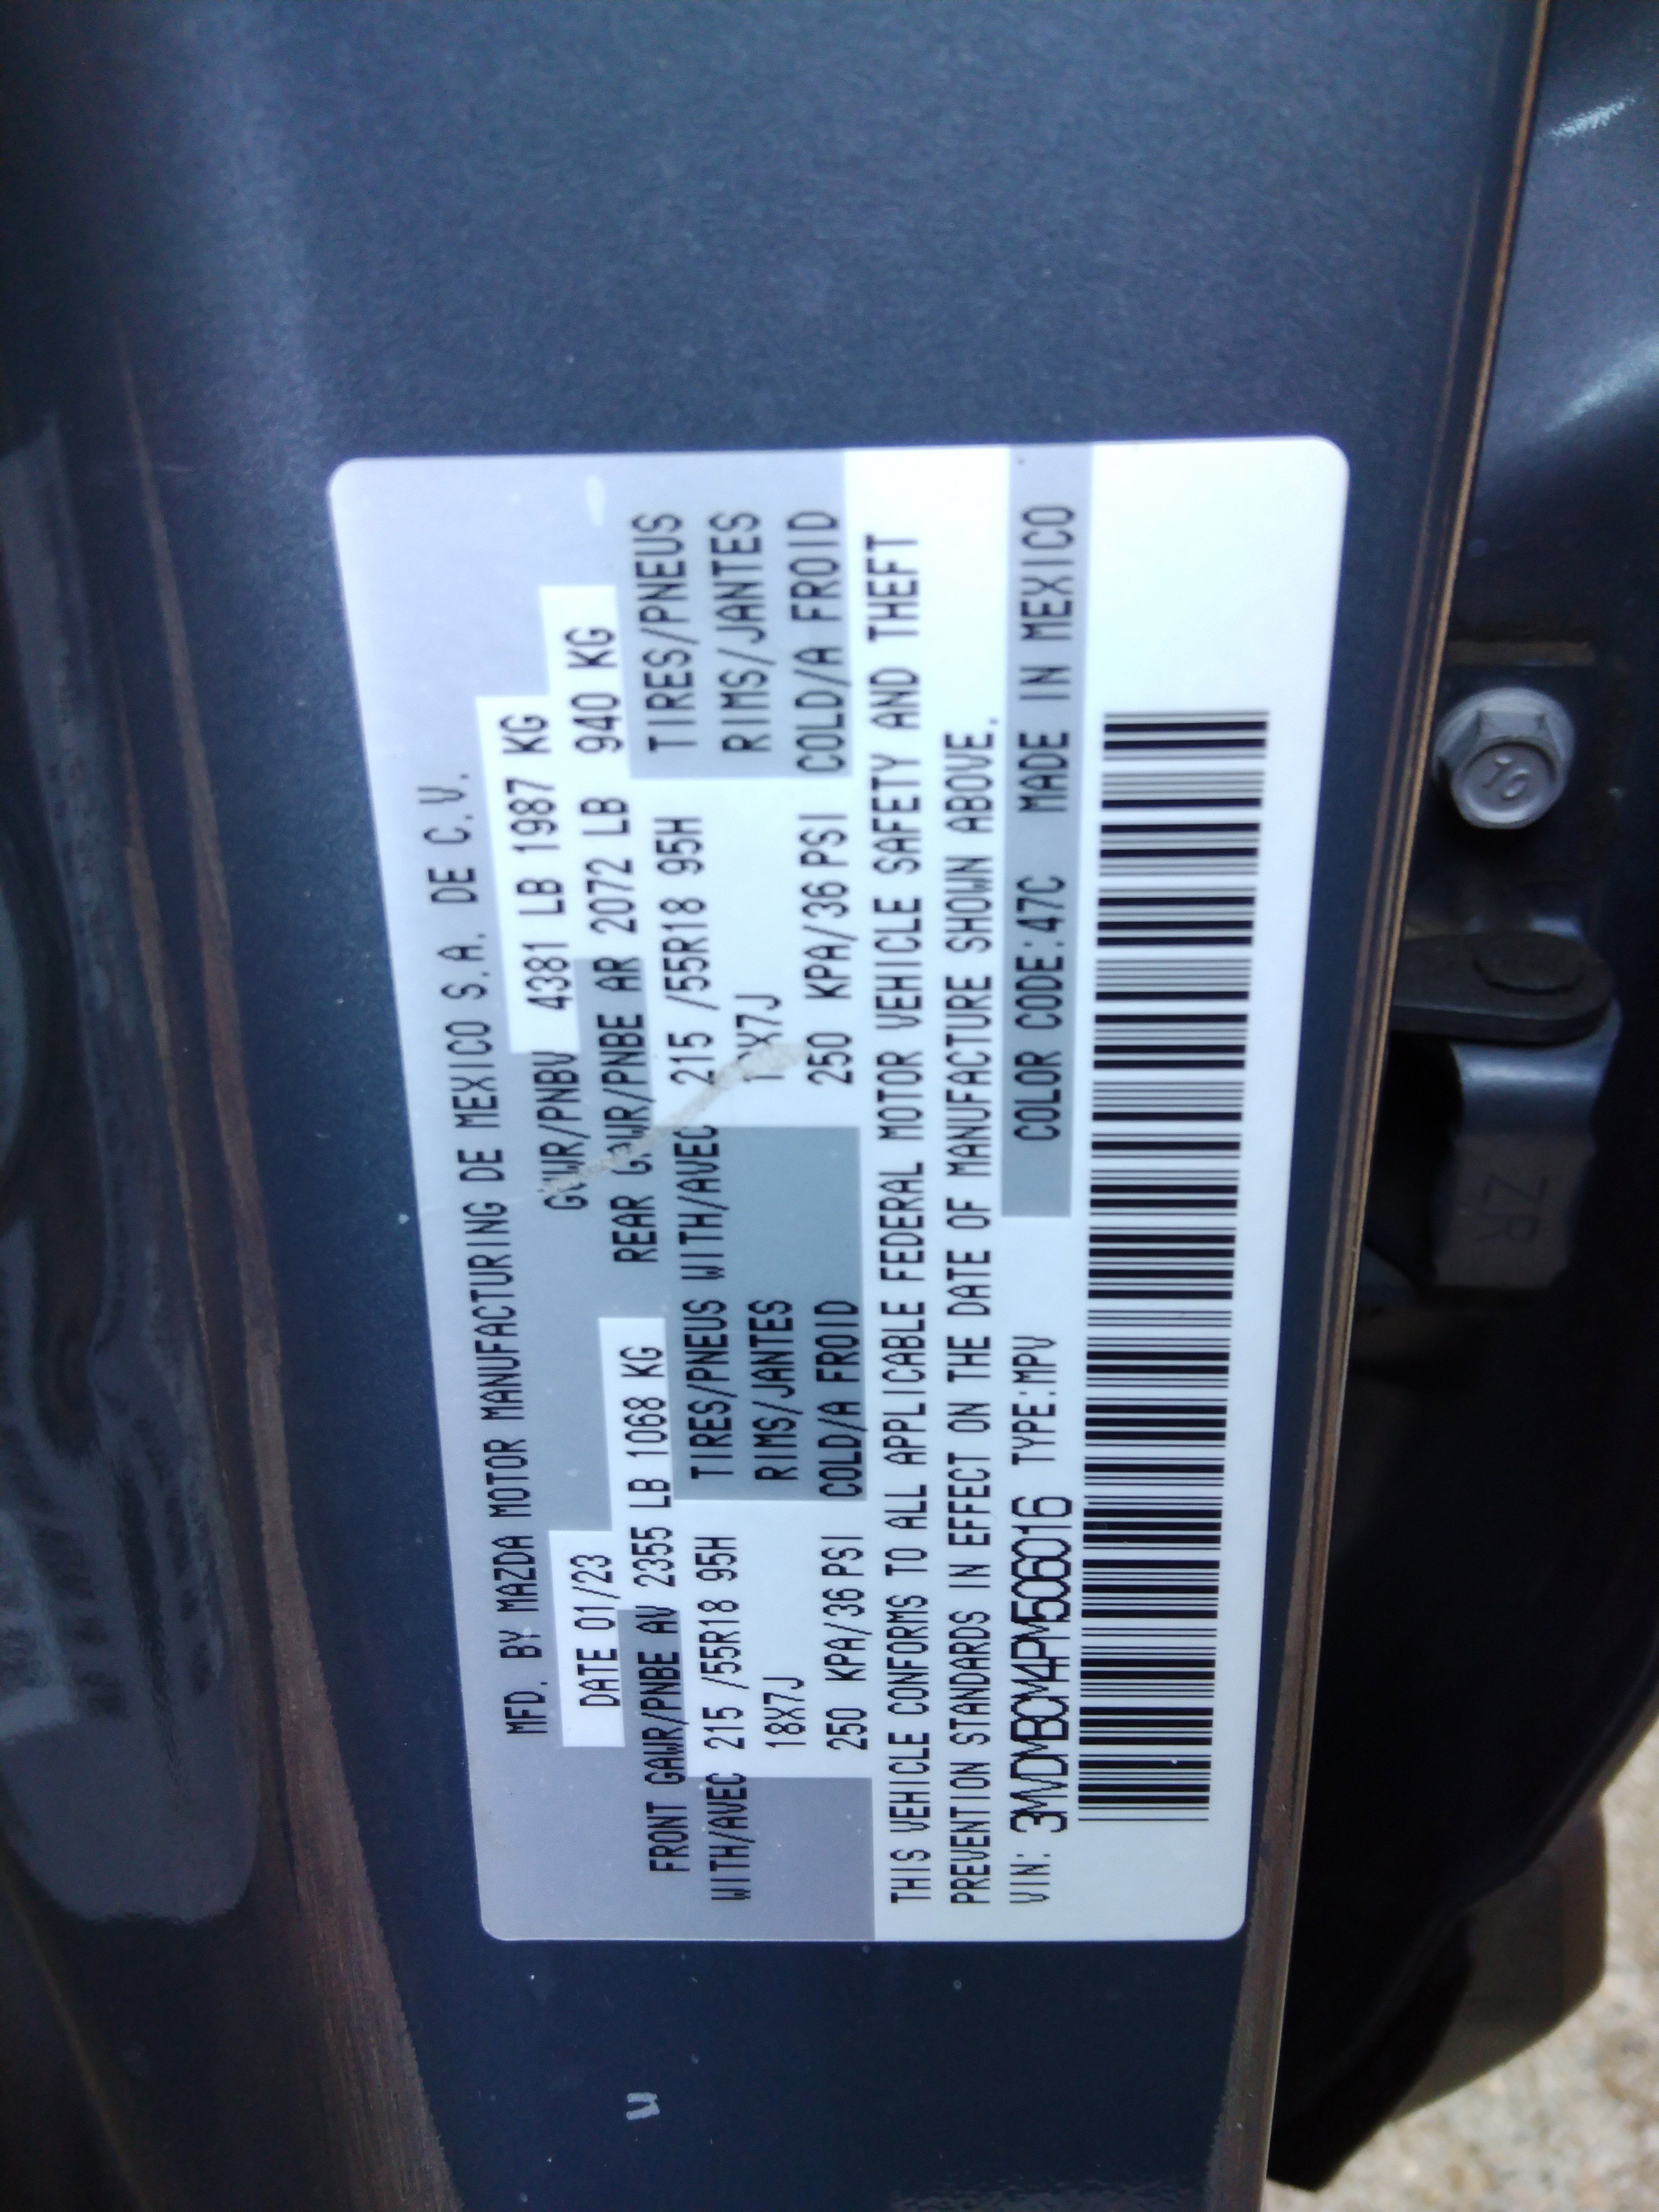 MFD. BY MAZDA MOTOR MANUFACTURING DE MEXICO S.A. DE C.V.
DATE 01/23 GVWR/PNBV 4381 LB 1987 KG
FRONT GAWR/PNBE AV 2355 LB 1068 KG REAR GAWR/PNBE AR 2072 LB 940 KG
WITH/AVEC 215 /55R18 95H TIRES/PNEUS WITH/AVEC 215 /55R18 95H TIRES/PNEUS
18X7J RIMS/JANTES 18X7J RIMS/JANTES
250 KPA/36 PSI COLD/A FROID 250 KPA/36 PSI COLD/A FROID
THIS VEHICLE CONFORMS TO ALL APPLICABLE FEDERAL MOTOR VEHICLE SAFETY AND THEFT
PREVENTION STANDARDS IN EFFECT ON THE DATE OF MANUFACTURE SHOWN ABOVE.
VIN: 3MVDMBCM4PM506016 TYPE:MPV COLOR CODE:47C MADE IN MEXICO
10
ZR